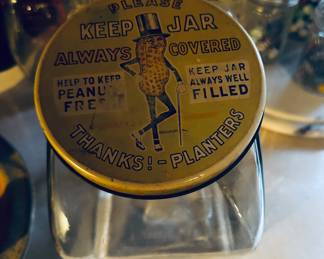 PLEASE
KEEP JAR
ALWAYS COVERED
HELP TO KEEP
PEANUTS
FRESH
KEEP JAR
ALWAYS WELL
FILLED
THANKS! - PLANTERS